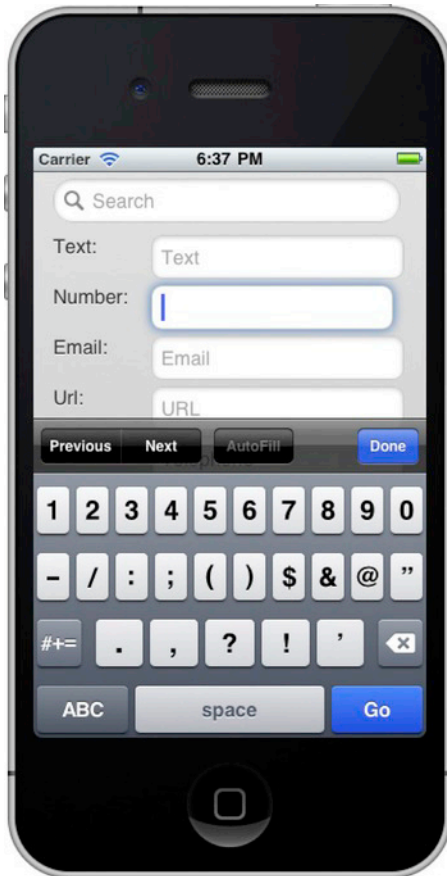 Carrier 6:37 PM
Search
Text: Text
Number:
Email: Email
Url: URL
Previous Next AutoFill Done
Telephone
1 2 3 4 5 6 7 8 9 0
- / : ; ( ) $ & @ ”
#+= . , ? ! ’
ABC space Go